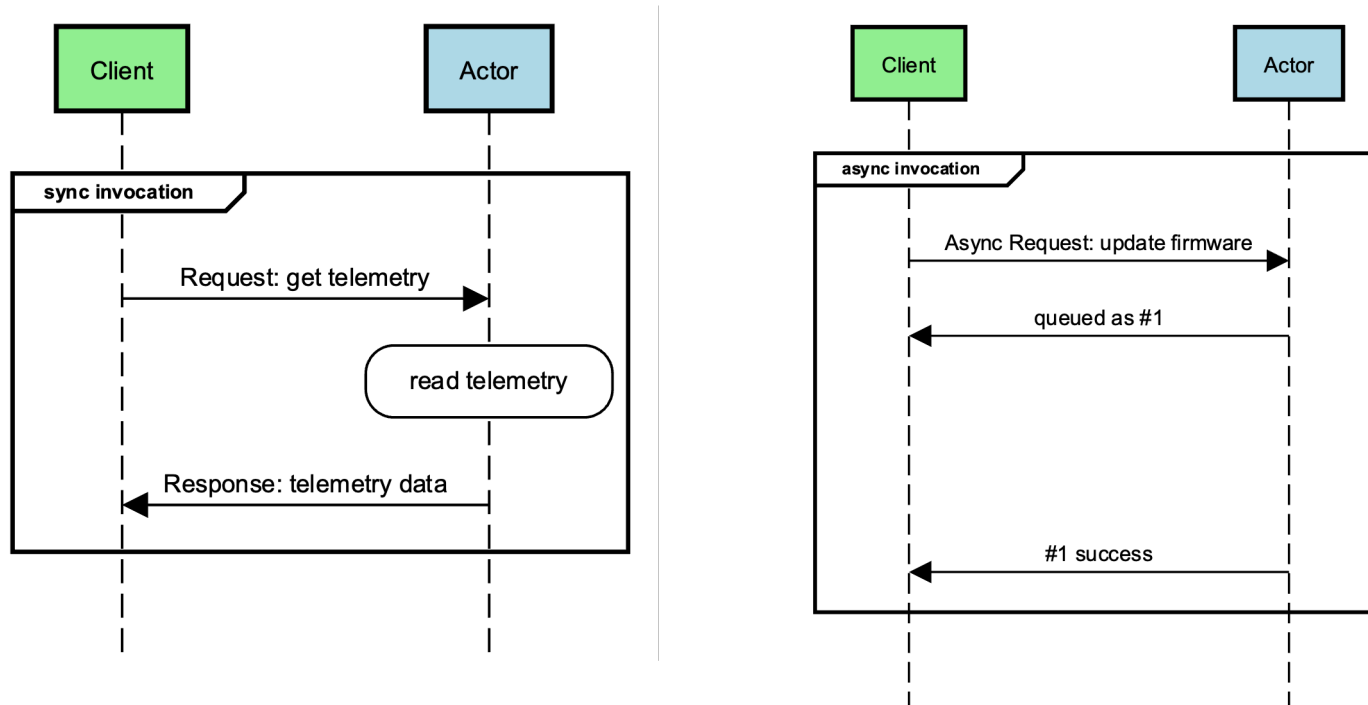 Client
Actor
sync invocation
Request: get telemetry
read telemetry
Response: telemetry data
Client
Actor
async invocation
Async Request: update firmware
queued as #1
#1 success